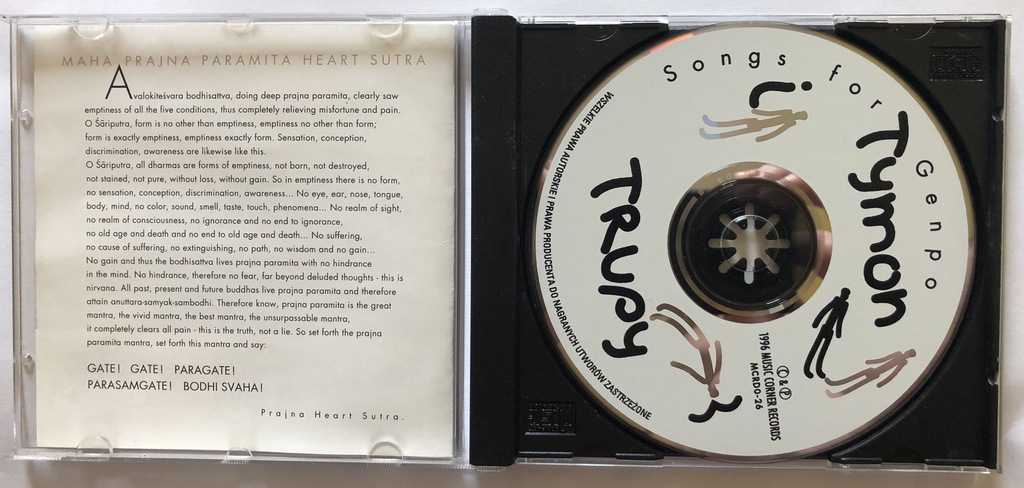 MAHA PRAJNA PARAMITA HEART SUTRA
Avalokiteśvara bodhisattva, doing deep prajna paramita, clearly saw
emptiness of all the five conditions, thus completely relieving misfortune and pain.
O Śāriputra, form is no other than emptiness, emptiness no other than form;
form is exactly emptiness, emptiness exactly form. Sensation, conception,
discrimination, awareness are likewise like this.
O Śāriputra, all dharmas are forms of emptiness, not born, not destroyed,
not stained, not pure, without loss, without gain. So in emptiness there is no form,
no sensation, conception, discrimination, awareness... No eye, ear, nose, tongue,
body, mind, no color, sound, smell, taste, touch, phenomena... No realm of sight,
no realm of consciousness, no ignorance and no end to ignorance,
no old age and death and no end to old age and death... No suffering,
no cause of suffering, no extinguishing, no path, no wisdom and no gain...
No gain and thus the bodhisattva lives prajna paramita with no hindrance
in the mind. No hindrance, therefore no fear, far beyond deluded thoughts - this is
nirvana. All past, present and future buddhas live prajna paramita and therefore
attain anuttara-samyak-sambodhi. Therefore know, prajna paramita is the great
mantra, the vivid mantra, the best mantra, the unsurpassable mantra,
it completely clears all pain - this is the truth, not a lie. So set forth the prajna
paramita mantra, set forth this mantra and say:
GATE! GATE! PARAGATE!
PARASAMGATE! BODHI SVAHA!
Prajna Heart Sutra.
Songs for Genpo
Tymon
i
TRUPY
WSZELKIE PRAWA AUTORSKIE I PRAWA PRODUCENTA DO NAGRANYCH UTWORÓW ZASTRZEŻONE
© & ℗
1996 MUSIC CORNER RECORDS
MCRDO-26